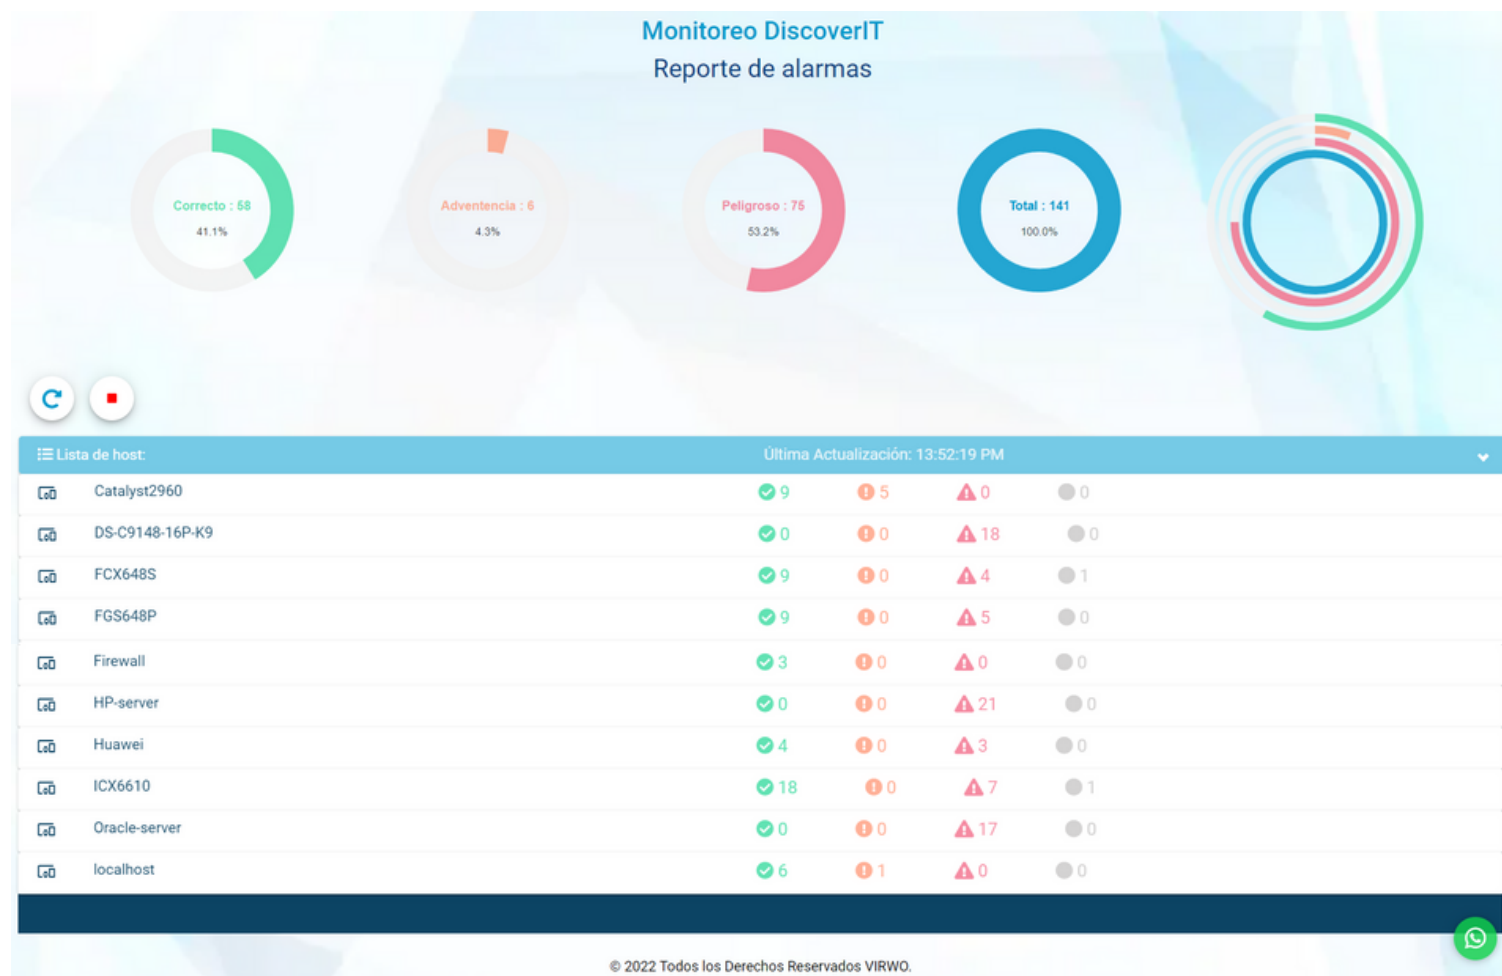 Monitoreo DiscoverIT
Reporte de alarmas
Correcto : 58
41.1%
Adventencia : 6
4.3%
Peligroso : 75
53.2%
Total : 141
100.0%
Lista de host: Última Actualización: 13:52:19 PM
Catalyst2960 9 5 0 0
DS-C9148-16P-K9 0 0 18 0
FCX648S 9 0 4 1
FGS648P 9 0 5 0
Firewall 3 0 0 0
HP-server 0 0 21 0
Huawei 4 0 3 0
ICX6610 18 0 7 1
Oracle-server 0 0 17 0
localhost 6 1 0 0
© 2022 Todos los Derechos Reservados VIRWO.